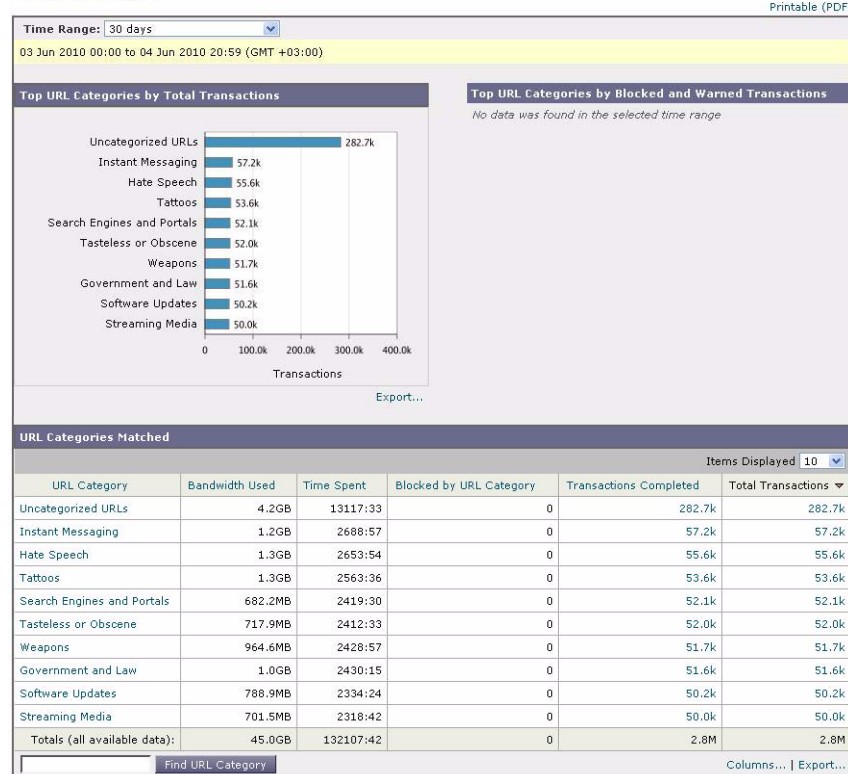 Printable (PDF
Time Range: 30 days
03 Jun 2010 00:00 to 04 Jun 2010 20:59 (GMT +03:00)
Top URL Categories by Total Transactions
Uncategorized URLs 282.7k
Instant Messaging 57.2k
Hate Speech 55.6k
Tattoos 53.6k
Search Engines and Portals 52.1k
Tasteless or Obscene 52.0k
Weapons 51.7k
Government and Law 51.6k
Software Updates 50.2k
Streaming Media 50.0k
0 100.0k 200.0k 300.0k 400.0k
Transactions
Export...
Top URL Categories by Blocked and Warned Transactions
No data was found in the selected time range
URL Categories Matched
Items Displayed 10
URL Category Bandwidth Used Time Spent Blocked by URL Category Transactions Completed Total Transactions
Uncategorized URLs 4.2GB 13117:33 0 282.7k 282.7k
Instant Messaging 1.2GB 2688:57 0 57.2k 57.2k
Hate Speech 1.3GB 2653:54 0 55.6k 55.6k
Tattoos 1.3GB 2563:36 0 53.6k 53.6k
Search Engines and Portals 682.2MB 2419:30 0 52.1k 52.1k
Tasteless or Obscene 717.9MB 2412:33 0 52.0k 52.0k
Weapons 964.6MB 2428:57 0 51.7k 51.7k
Government and Law 1.0GB 2430:15 0 51.6k 51.6k
Software Updates 788.9MB 2334:24 0 50.2k 50.2k
Streaming Media 701.5MB 2318:42 0 50.0k 50.0k
Totals (all available data): 45.0GB 132107:42 0 2.8M 2.8M
Find URL Category Columns... | Export...